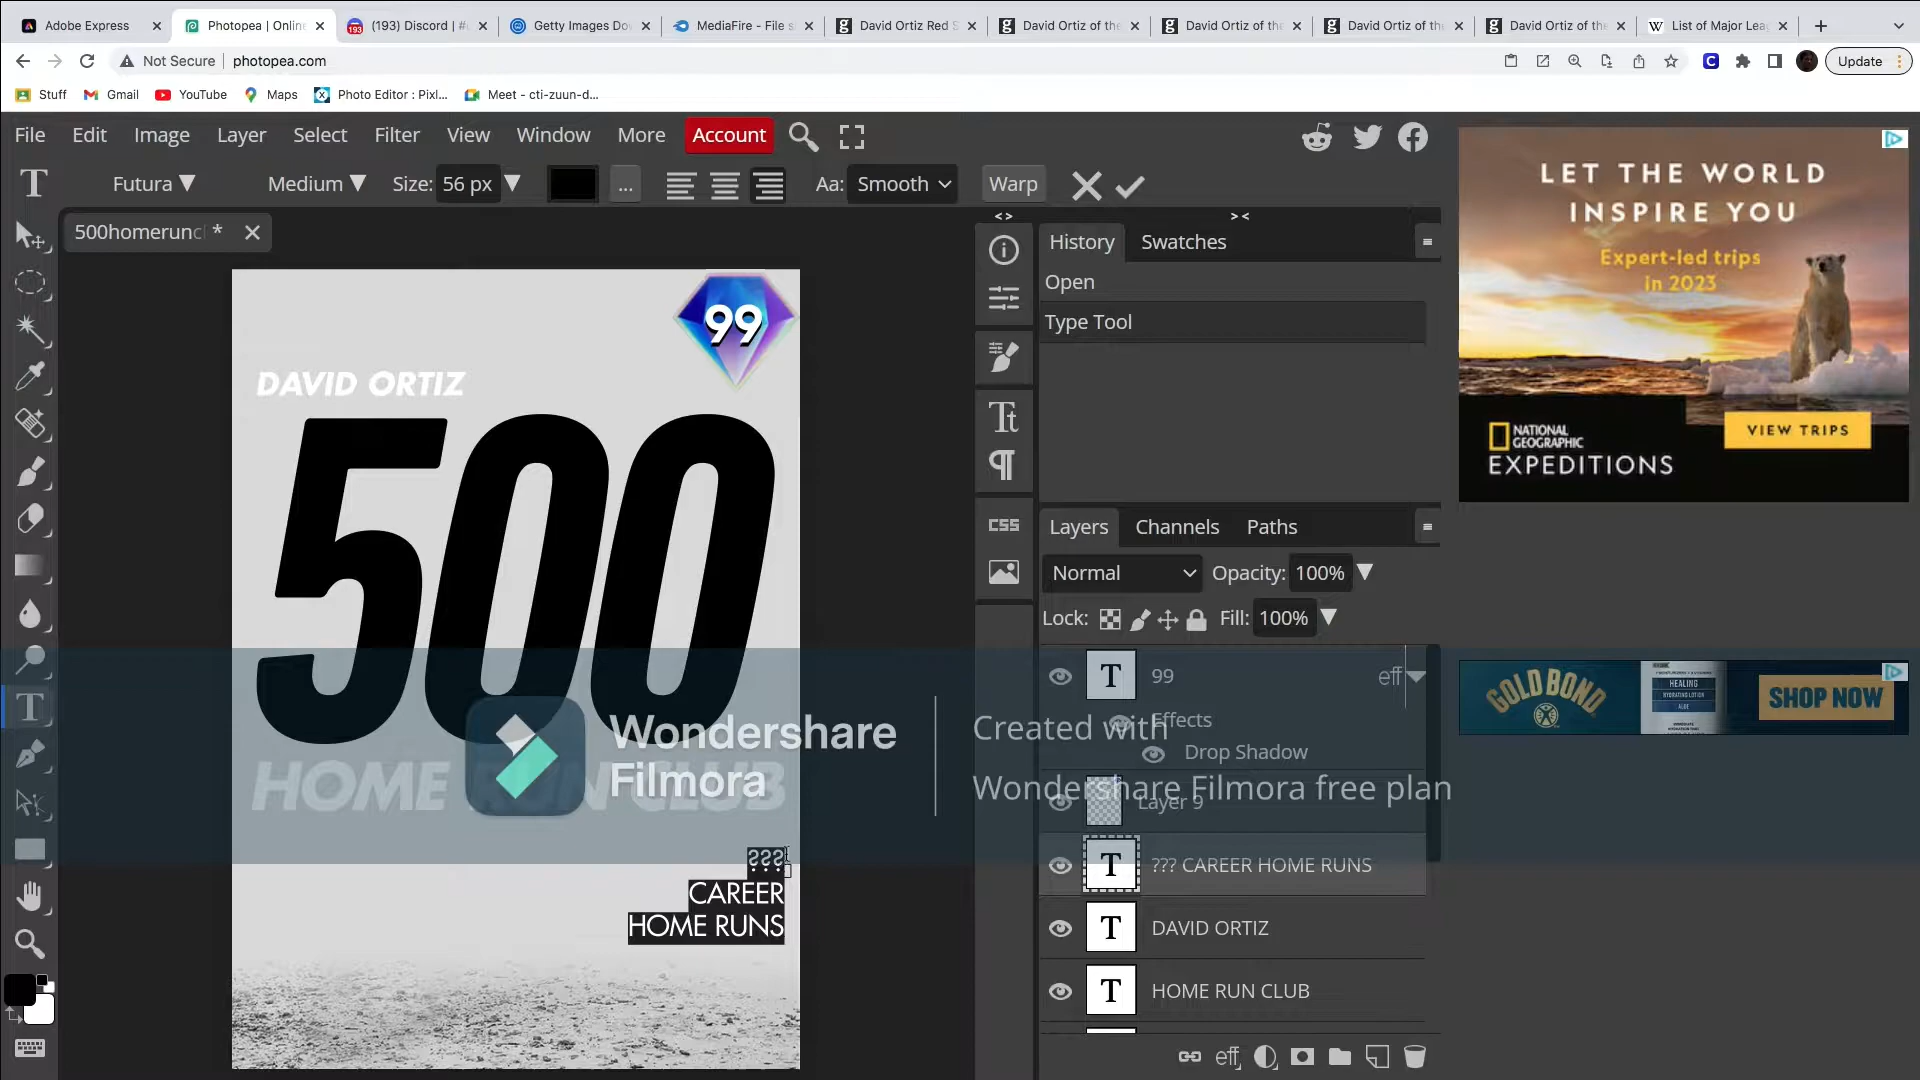 Adobe Express
Photopea | Online
(193) Discord | #
193
Getty Images Do
MediaFire - File s
David Ortiz Red S
David Ortiz of the
David Ortiz of the
David Ortiz of the
David Ortiz of the
List of Major Lea
Not Secure
photopea.com
Update
Stuff
Gmail
YouTube
Maps
Photo Editor : Pixl...
Meet - cti-zuun-d...
File
Edit
Image
Layer
Select
Filter
View
Window
More
Account
Futura
Medium
Size: 56 px
...
Aa: Smooth
Warp
500homerunc *
99
DAVID ORTIZ
500
HOME RUN CLUB
???
CAREER
HOME RUNS
History
Swatches
Open
Type Tool
CSS
Layers
Channels
Paths
Normal
Opacity: 100%
Lock:
Fill: 100%
99
eff
Effects
Drop Shadow
Layer 9
??? CAREER HOME RUNS
DAVID ORTIZ
HOME RUN CLUB
eff
Wondershare
Filmora
Created with
Wondershare Filmora free plan
LET THE WORLD
INSPIRE YOU
Expert-led trips
in 2023
NATIONAL
GEOGRAPHIC
EXPEDITIONS
VIEW TRIPS
GOLD BOND
HEALING
SHOP NOW